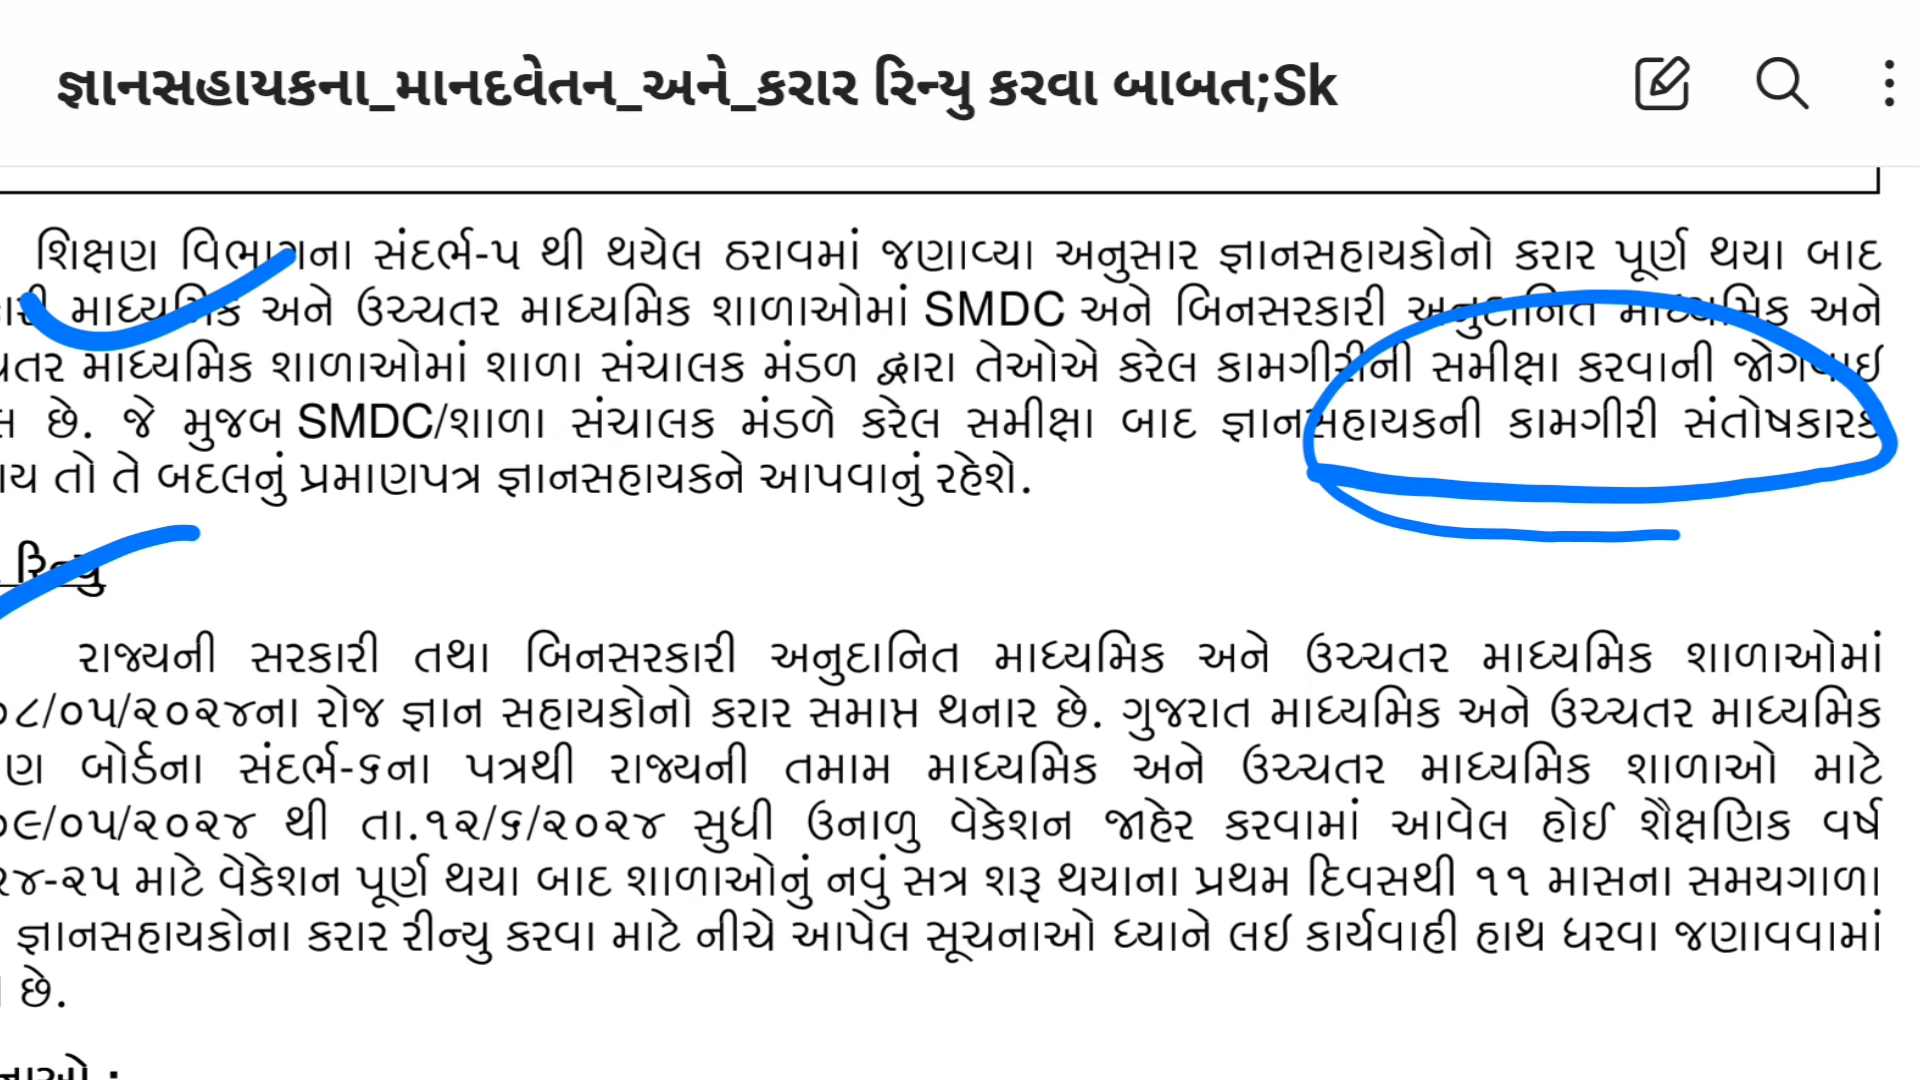 જ્ઞાનસહાયકના_માનદવેતન_અને_કરાર રિન્યુ કરવા બાબત;Sk
શિક્ષણ વિભાગના સંદર્ભ-૫ થી થયેલ ઠરાવમાં જણાવ્યા અનુસાર જ્ઞાનસહાયકોનો કરાર પૂર્ણ થયા બાદ
માધ્યમિક અને ઉચ્ચતર માધ્યમિક શાળાઓમાં SMDC અને બિનસરકારી અનુદાનિત માધ્યમિક અને
માધ્યમિક શાળાઓમાં શાળા સંચાલક મંડળ દ્વારા તેઓએ કરેલ કામગીરીની સમીક્ષા કરવાની જોગવાઈ
છે. જે મુજબ SMDC/શાળા સંચાલક મંડળે કરેલ સમીક્ષા બાદ જ્ઞાનસહાયકની કામગીરી સંતોષકારક
તો તે બદલનું પ્રમાણપત્ર જ્ઞાનસહાયકને આપવાનું રહેશે.
રિન્યુ
રાજ્યની સરકારી તથા બિનસરકારી અનુદાનિત માધ્યમિક અને ઉચ્ચતર માધ્યમિક શાળાઓમાં
૦૮/૦૫/૨૦૨૪ના રોજ જ્ઞાન સહાયકોનો કરાર સમાપ્ત થનાર છે. ગુજરાત માધ્યમિક અને ઉચ્ચતર માધ્યમિક
બોર્ડના સંદર્ભ-૬ના પત્રથી રાજ્યની તમામ માધ્યમિક અને ઉચ્ચતર માધ્યમિક શાળાઓ માટે
૦૯/૦૫/૨૦૨૪ થી તા.૧૨/૬/૨૦૨૪ સુધી ઉનાળુ વેકેશન જાહેર કરવામાં આવેલ હોઈ શૈક્ષણિક વર્ષ
૨૪-૨૫ માટે વેકેશન પૂર્ણ થયા બાદ શાળાઓનું નવું સત્ર શરૂ થયાના પ્રથમ દિવસથી ૧૧ માસના સમયગાળા
જ્ઞાનસહાયકોના કરાર રીન્યુ કરવા માટે નીચે આપેલ સૂચનાઓ ધ્યાને લઇ કાર્યવાહી હાથ ધરવા જણાવવામાં
છે.